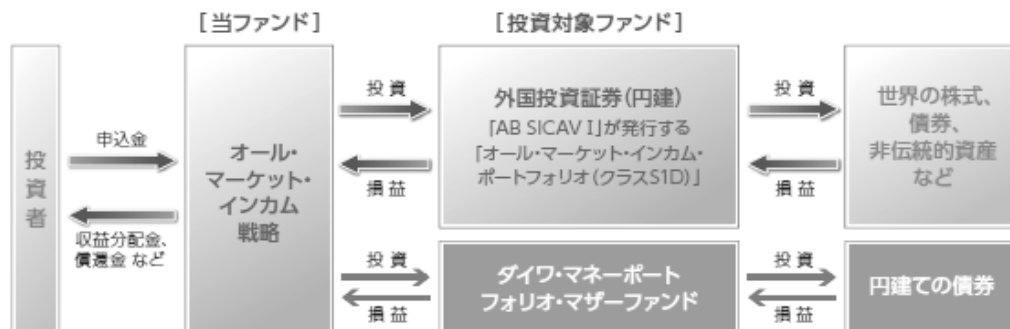 [当ファンド]
[投資対象ファンド]
投資者
申込金
収益分配金、
償還金 など
オール・
マーケット・
インカム
戦略
投資
損益
外国投資証券(円建)
「AB SICAV I」が発行する
「オール・マーケット・インカム・
ポートフォリオ(クラスS1D)」
投資
損益
世界の株式、
債券、
非伝統的資産
など
投資
損益
ダイワ・マネーポート
フォリオ・マザーファンド
投資
損益
円建ての債券